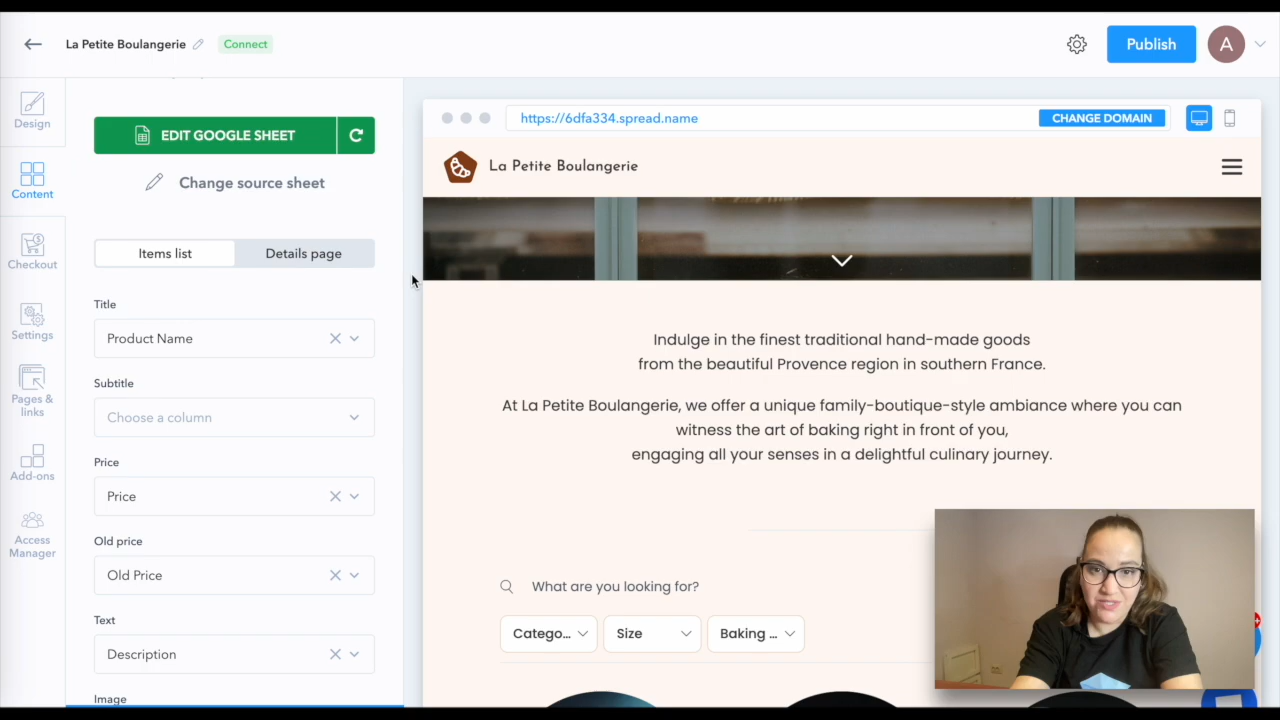 La Petite Boulangerie
Connect
Publish
A
Design
Content
Checkout
Settings
Pages &
links
Add-ons
Access
Manager
EDIT GOOGLE SHEET
Change source sheet
Items list
Details page
Title
Product Name
Subtitle
Choose a column
Price
Price
Old price
Old Price
Text
Description
Image
https://6dfa334.spread.name
CHANGE DOMAIN
La Petite Boulangerie
Indulge in the finest traditional hand-made goods
from the beautiful Provence region in southern France.
At La Petite Boulangerie, we offer a unique family-boutique-style ambiance where you can
witness the art of baking right in front of you,
engaging all your senses in a delightful culinary journey.
What are you looking for?
Catego...
Size
Baking ...